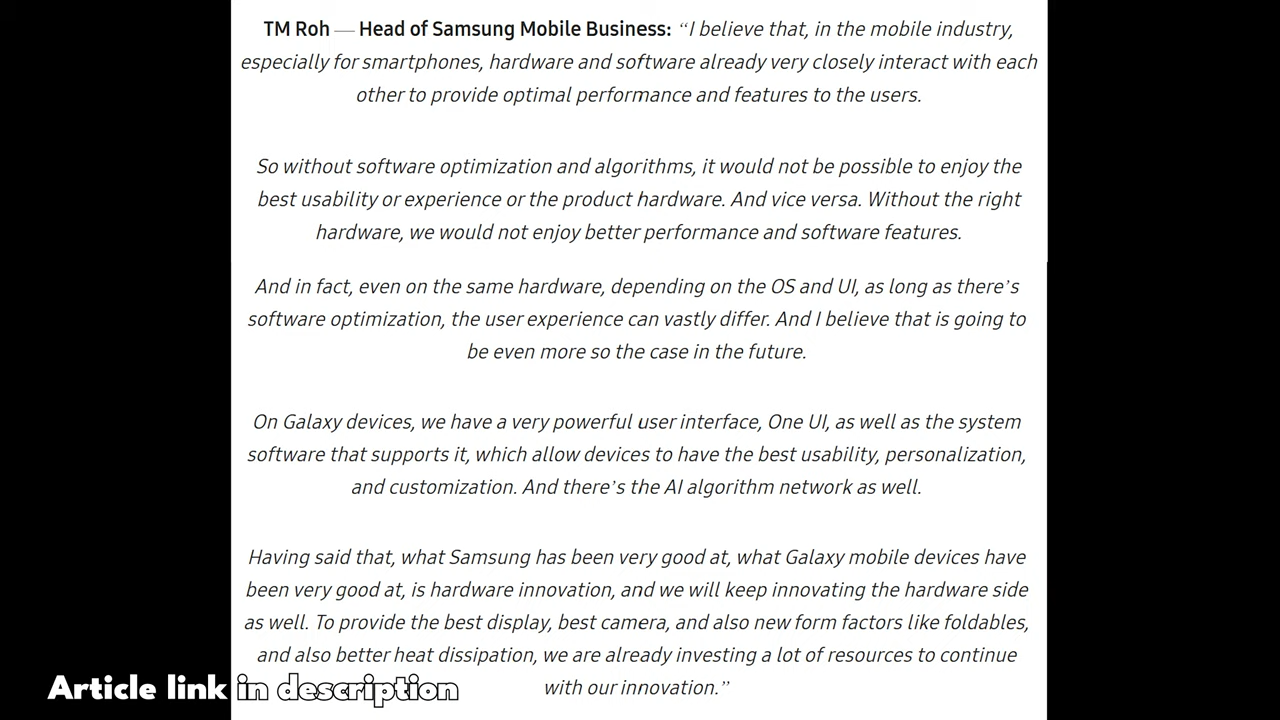 TM Roh — Head of Samsung Mobile Business: “I believe that, in the mobile industry,
especially for smartphones, hardware and software already very closely interact with each
other to provide optimal performance and features to the users.
So without software optimization and algorithms, it would not be possible to enjoy the
best usability or experience or the product hardware. And vice versa. Without the right
hardware, we would not enjoy better performance and software features.
And in fact, even on the same hardware, depending on the OS and UI, as long as there’s
software optimization, the user experience can vastly differ. And I believe that is going to
be even more so the case in the future.
On Galaxy devices, we have a very powerful user interface, One UI, as well as the system
software that supports it, which allow devices to have the best usability, personalization,
and customization. And there’s the AI algorithm network as well.
Having said that, what Samsung has been very good at, what Galaxy mobile devices have
been very good at, is hardware innovation, and we will keep innovating the hardware side
as well. To provide the best display, best camera, and also new form factors like foldables,
and also better heat dissipation, we are already investing a lot of resources to continue
with our innovation.”
Article link in description